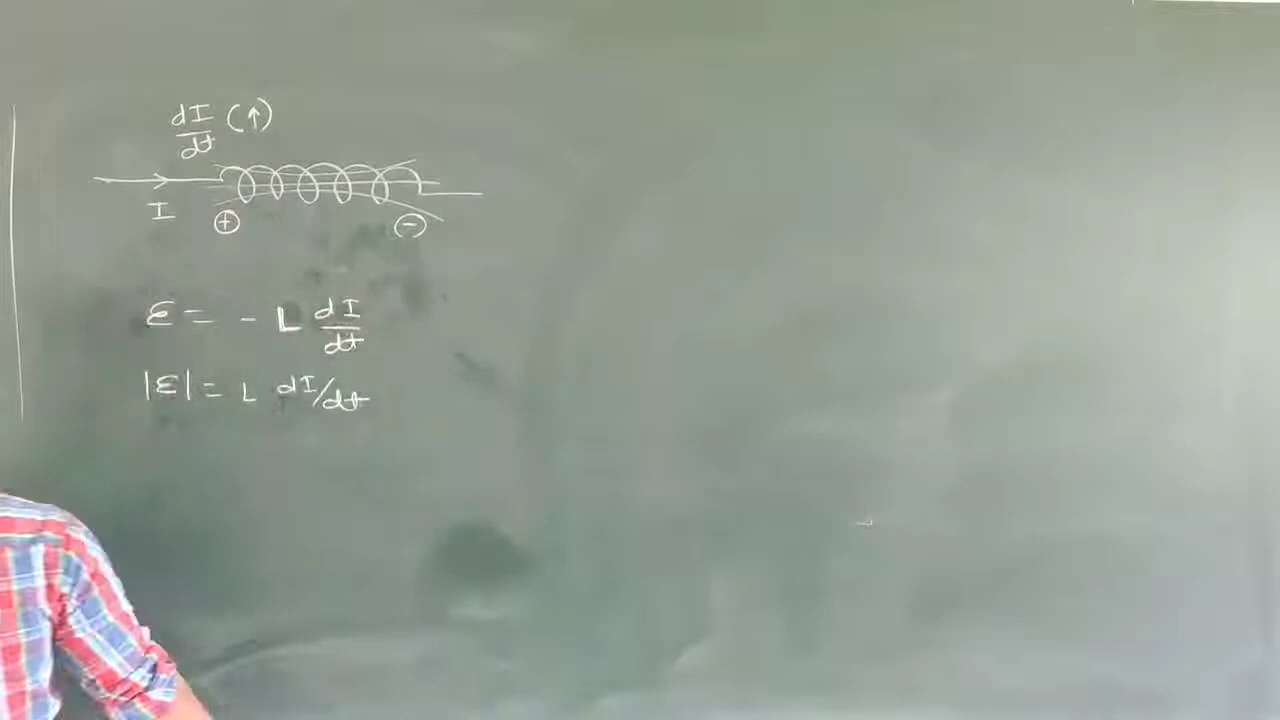 dI/dt (↑)
I
⊕ ⊖
ε = - L dI/dt
|ε| = L dI/dt